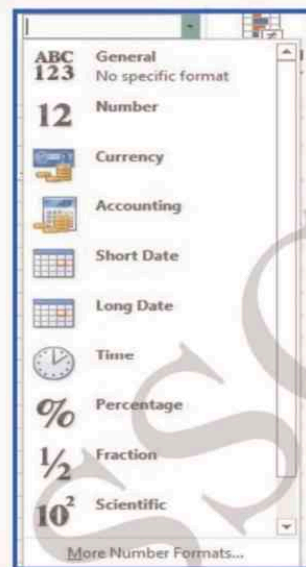 ABC
123
General
No specific format
12
Number
Currency
Accounting
Short Date
Long Date
Time
%
Percentage
1/2
Fraction
10²
Scientific
More Number Formats...